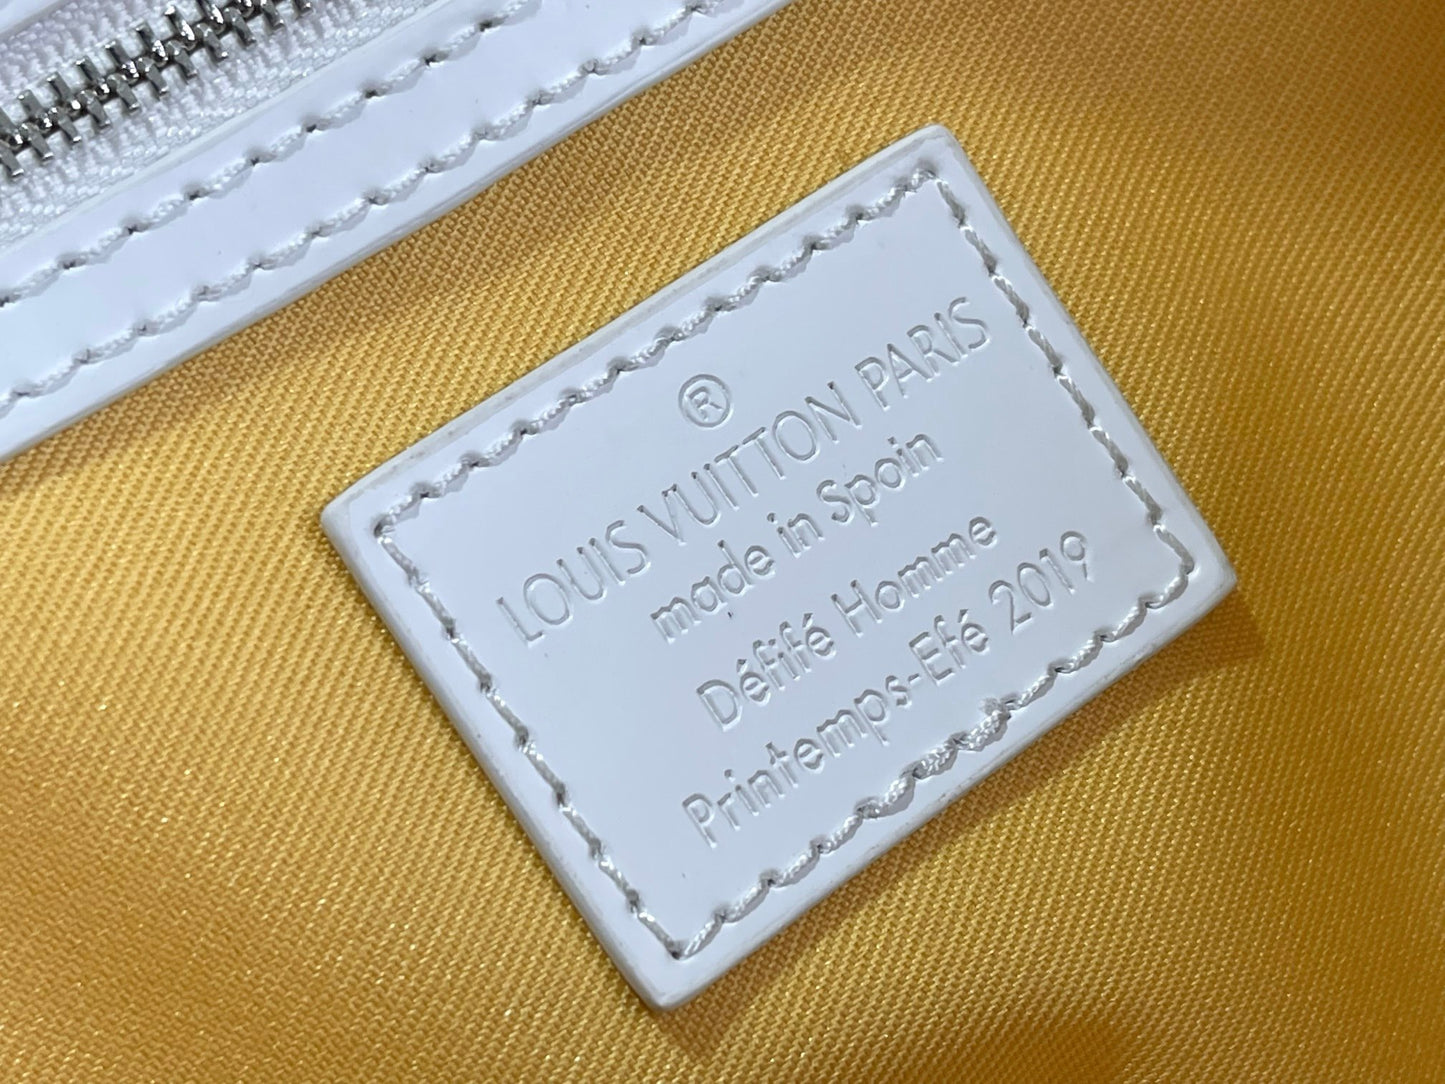 ®
LOUIS VUITTON PARIS
made in Spoin
Défifé Homme
Printemps-Efé 2019